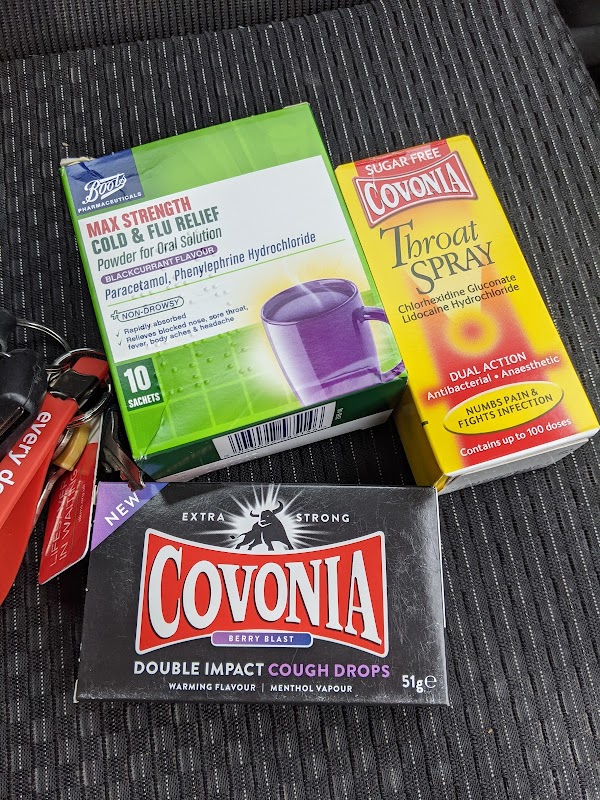 Boots
PHARMACEUTICALS
MAX STRENGTH
COLD & FLU RELIEF
Powder for Oral Solution
BLACKCURRANT FLAVOUR
Paracetamol, Phenylephrine Hydrochloride
NON-DROWSY
✓ Rapidly absorbed
✓ Relieves blocked nose, sore throat,
fever, body aches & headache
10
SACHETS
SUGAR FREE
COVONIA
Throat
SPRAY
Chlorhexidine Gluconate
Lidocaine Hydrochloride
DUAL ACTION
Antibacterial • Anaesthetic
NUMBS PAIN &
FIGHTS INFECTION
Contains up to 100 doses
every
IN
NEW
EXTRA STRONG
COVONIA
BERRY BLAST
DOUBLE IMPACT COUGH DROPS
WARMING FLAVOUR | MENTHOL VAPOUR
51g℮